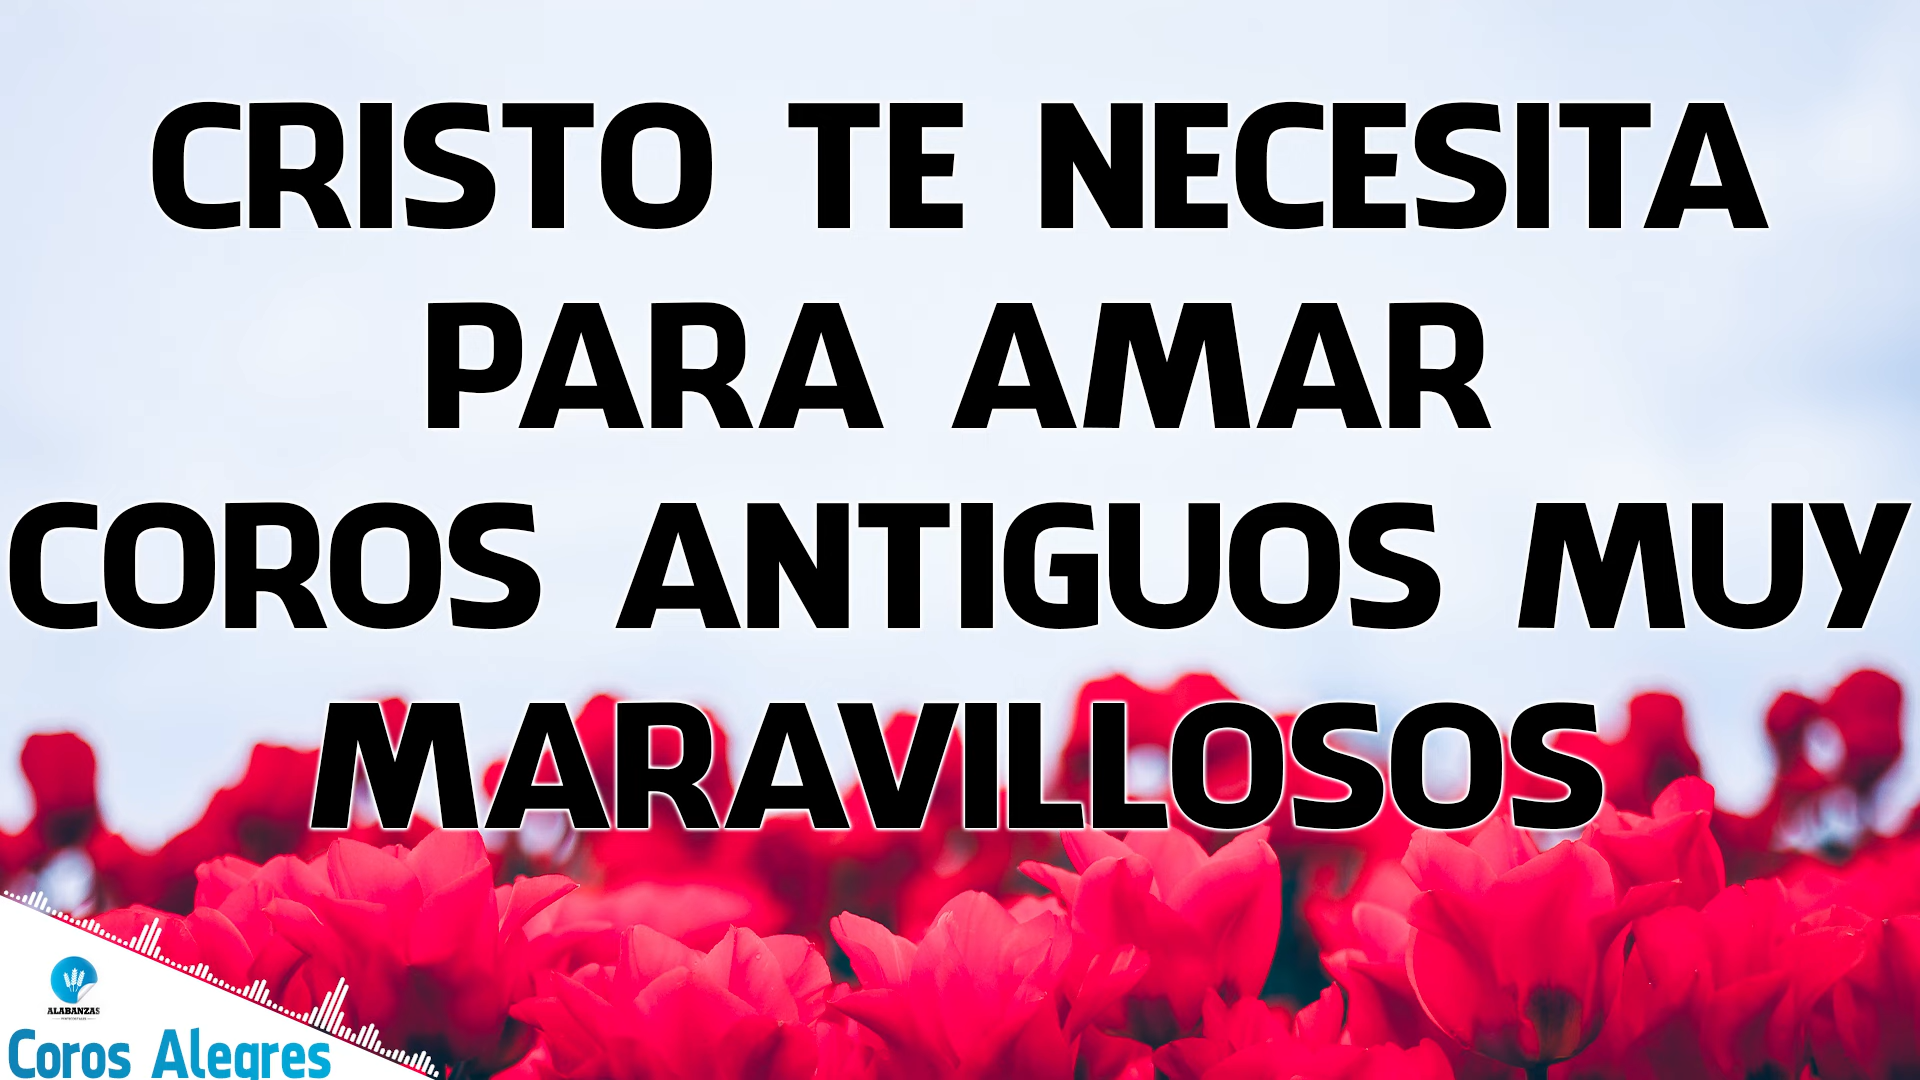 CRISTO TE NECESITA
PARA AMAR
COROS ANTIGUOS MUY
MARAVILLOSOS
ALABANZAS
Coros Alegres